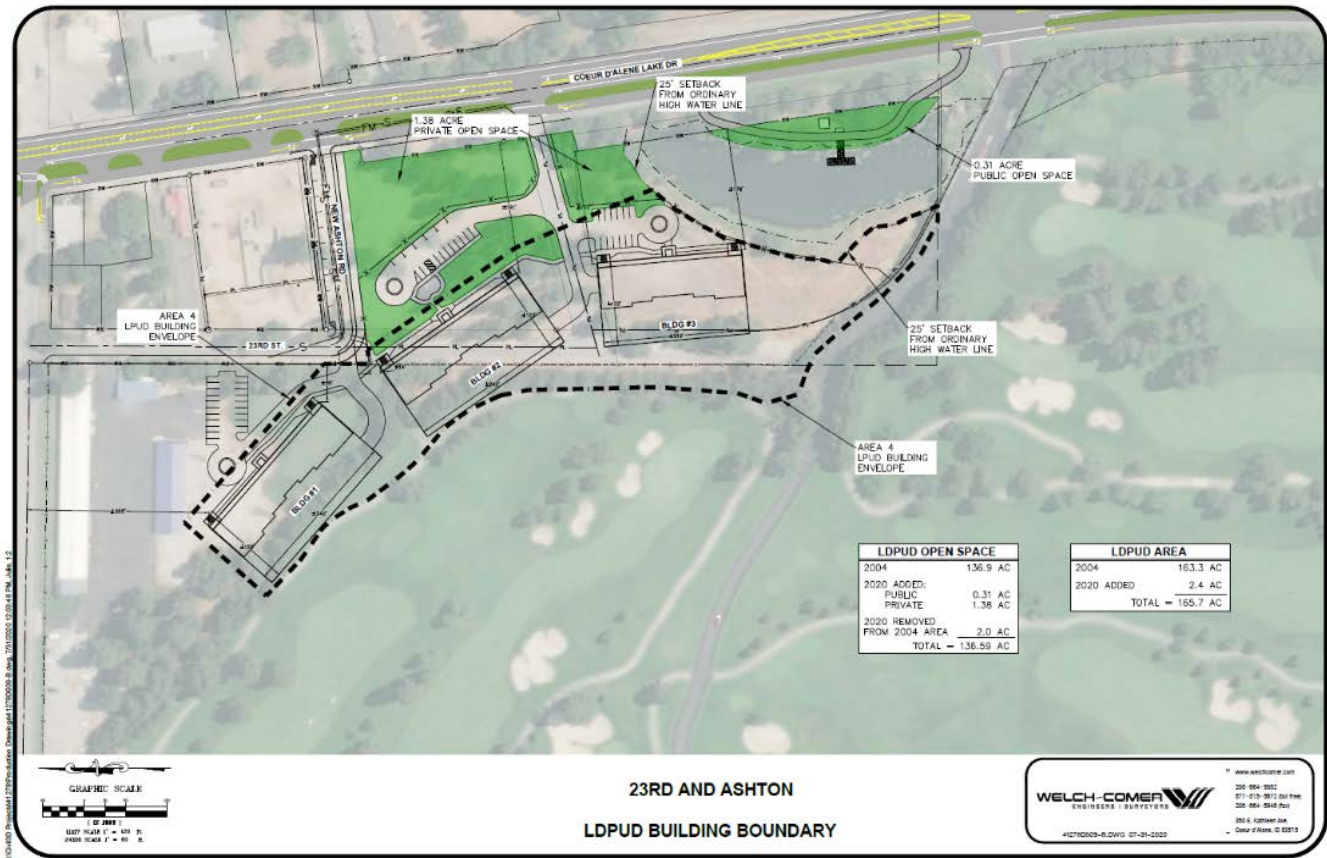 COEUR D'ALENE LAKE DR
25' SETBACK
FROM ORDINARY
HIGH WATER LINE
1.38 ACRE
PRIVATE OPEN SPACE
0.31 ACRE
PUBLIC OPEN SPACE
NEW ASHTON RD
AREA 4
LPUD BUILDING
ENVELOPE
23RD ST.
BLDG #3
25' SETBACK
FROM ORDINARY
HIGH WATER LINE
BLDG #2
AREA 4
LPUD BUILDING
ENVELOPE
BLDG #1
LDPUD OPEN SPACE
2004 136.9 AC
2020 ADDED:
PUBLIC 0.31 AC
PRIVATE 1.38 AC
2020 REMOVED
FROM 2004 AREA 2.0 AC
TOTAL = 136.59 AC
LDPUD AREA
2004 163.3 AC
2020 ADDED 2.4 AC
TOTAL = 165.7 AC
GRAPHIC SCALE
23RD AND ASHTON
LDPUD BUILDING BOUNDARY
WELCH-COMER
ENGINEERS | SURVEYORS
www.welchcomer.com
07-31-2020